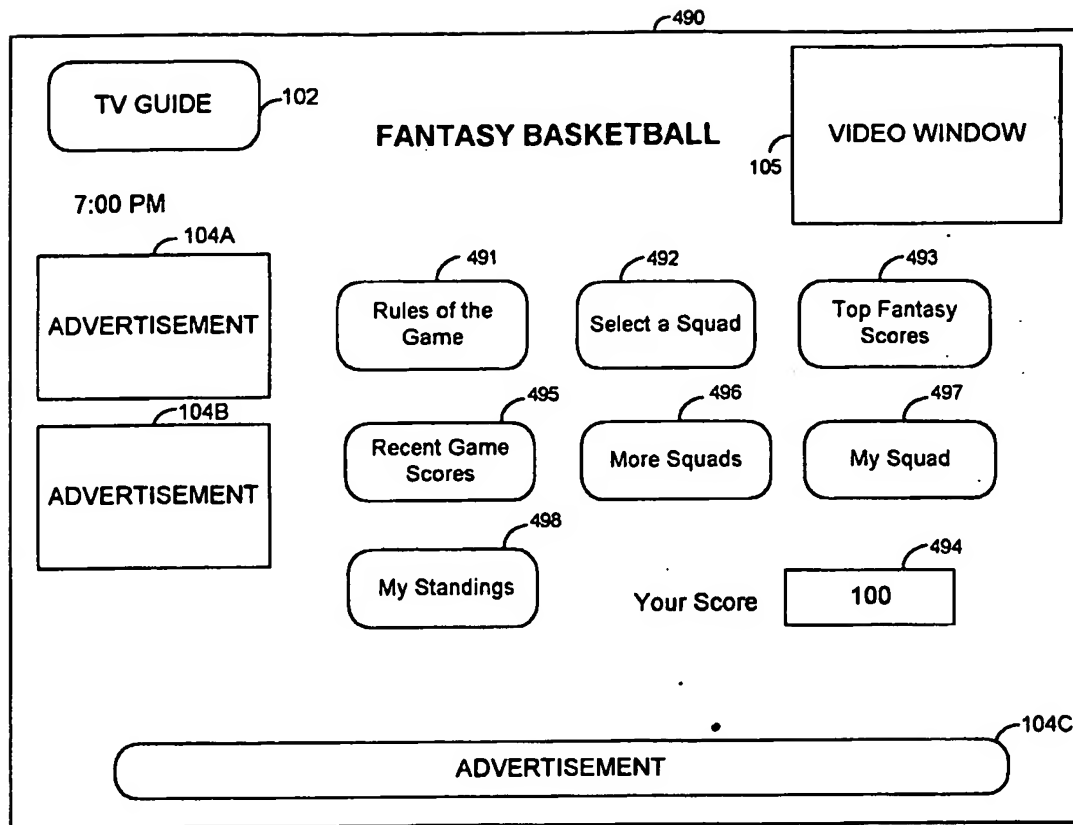 490
TV GUIDE
102
FANTASY BASKETBALL
105
VIDEO WINDOW
7:00 PM
104A
ADVERTISEMENT
491
Rules of the
Game
492
Select a Squad
493
Top Fantasy
Scores
104B
ADVERTISEMENT
495
Recent Game
Scores
496
More Squads
497
My Squad
498
My Standings
Your Score
494
100
104C
ADVERTISEMENT